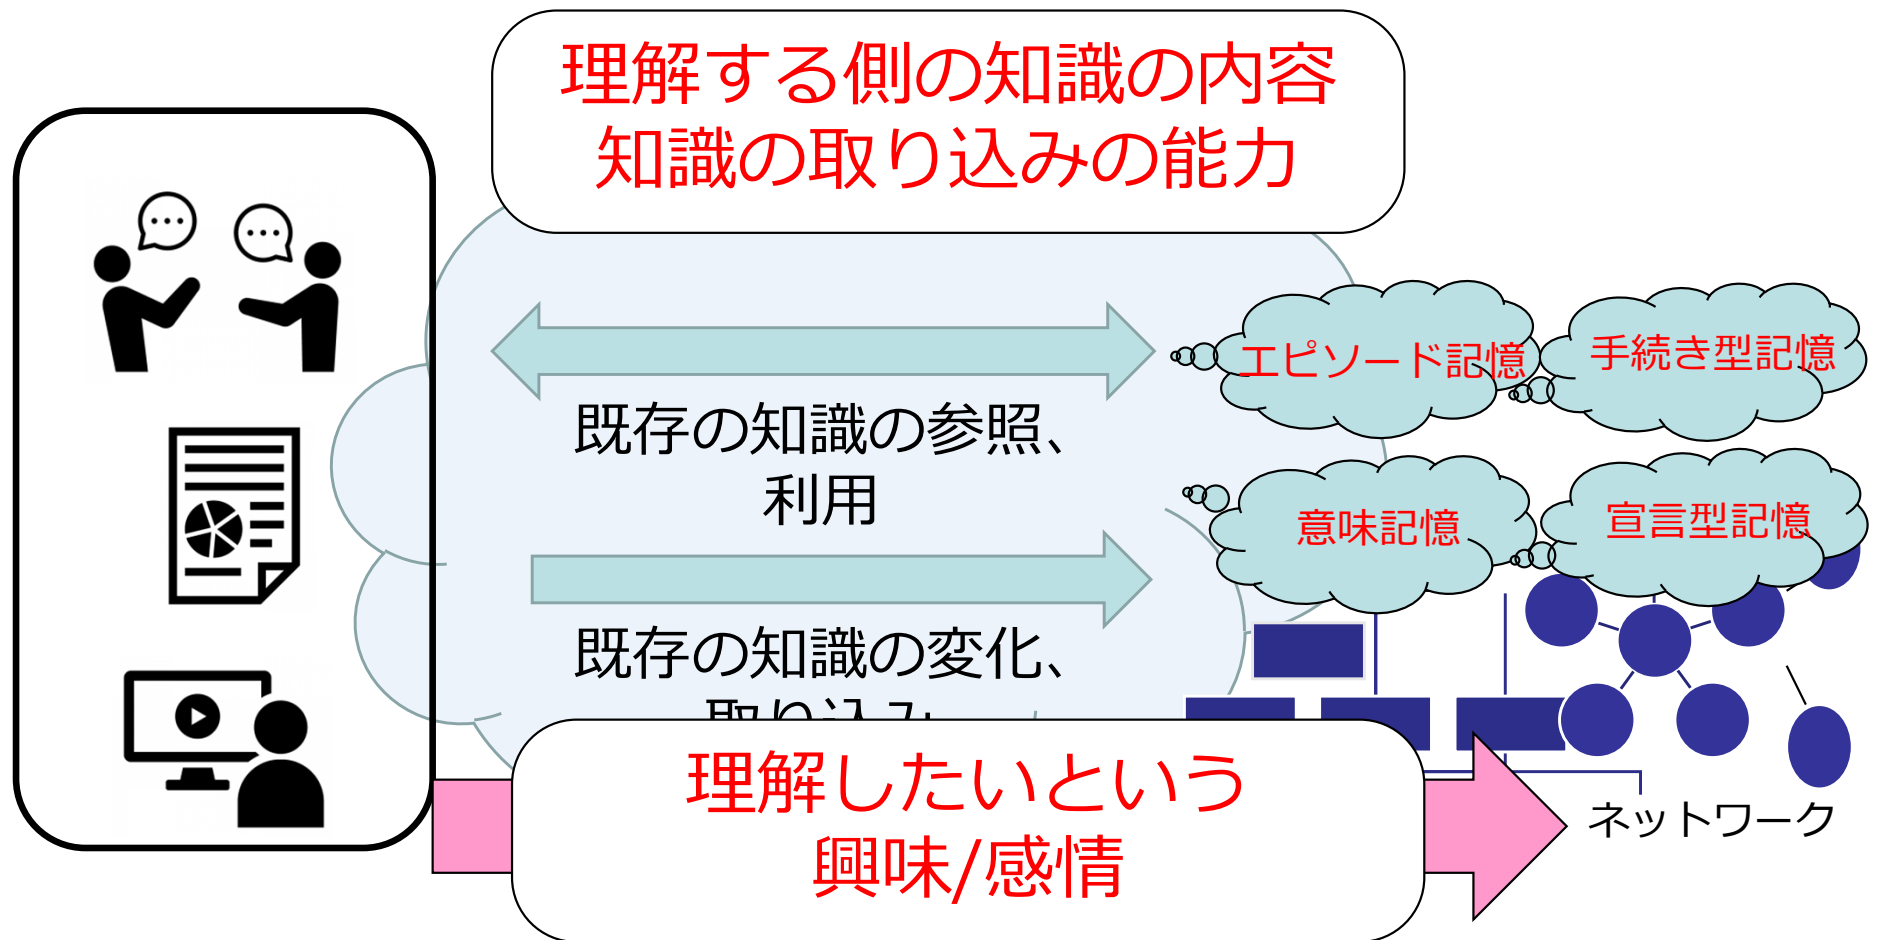 理解する側の知識の内容
知識の取り込みの能力
エピソード記憶
手続き型記憶
既存の知識の参照、
利用
意味記憶
宣言型記憶
既存の知識の変化、
取り込み
理解したいという
興味/感情
ネットワーク